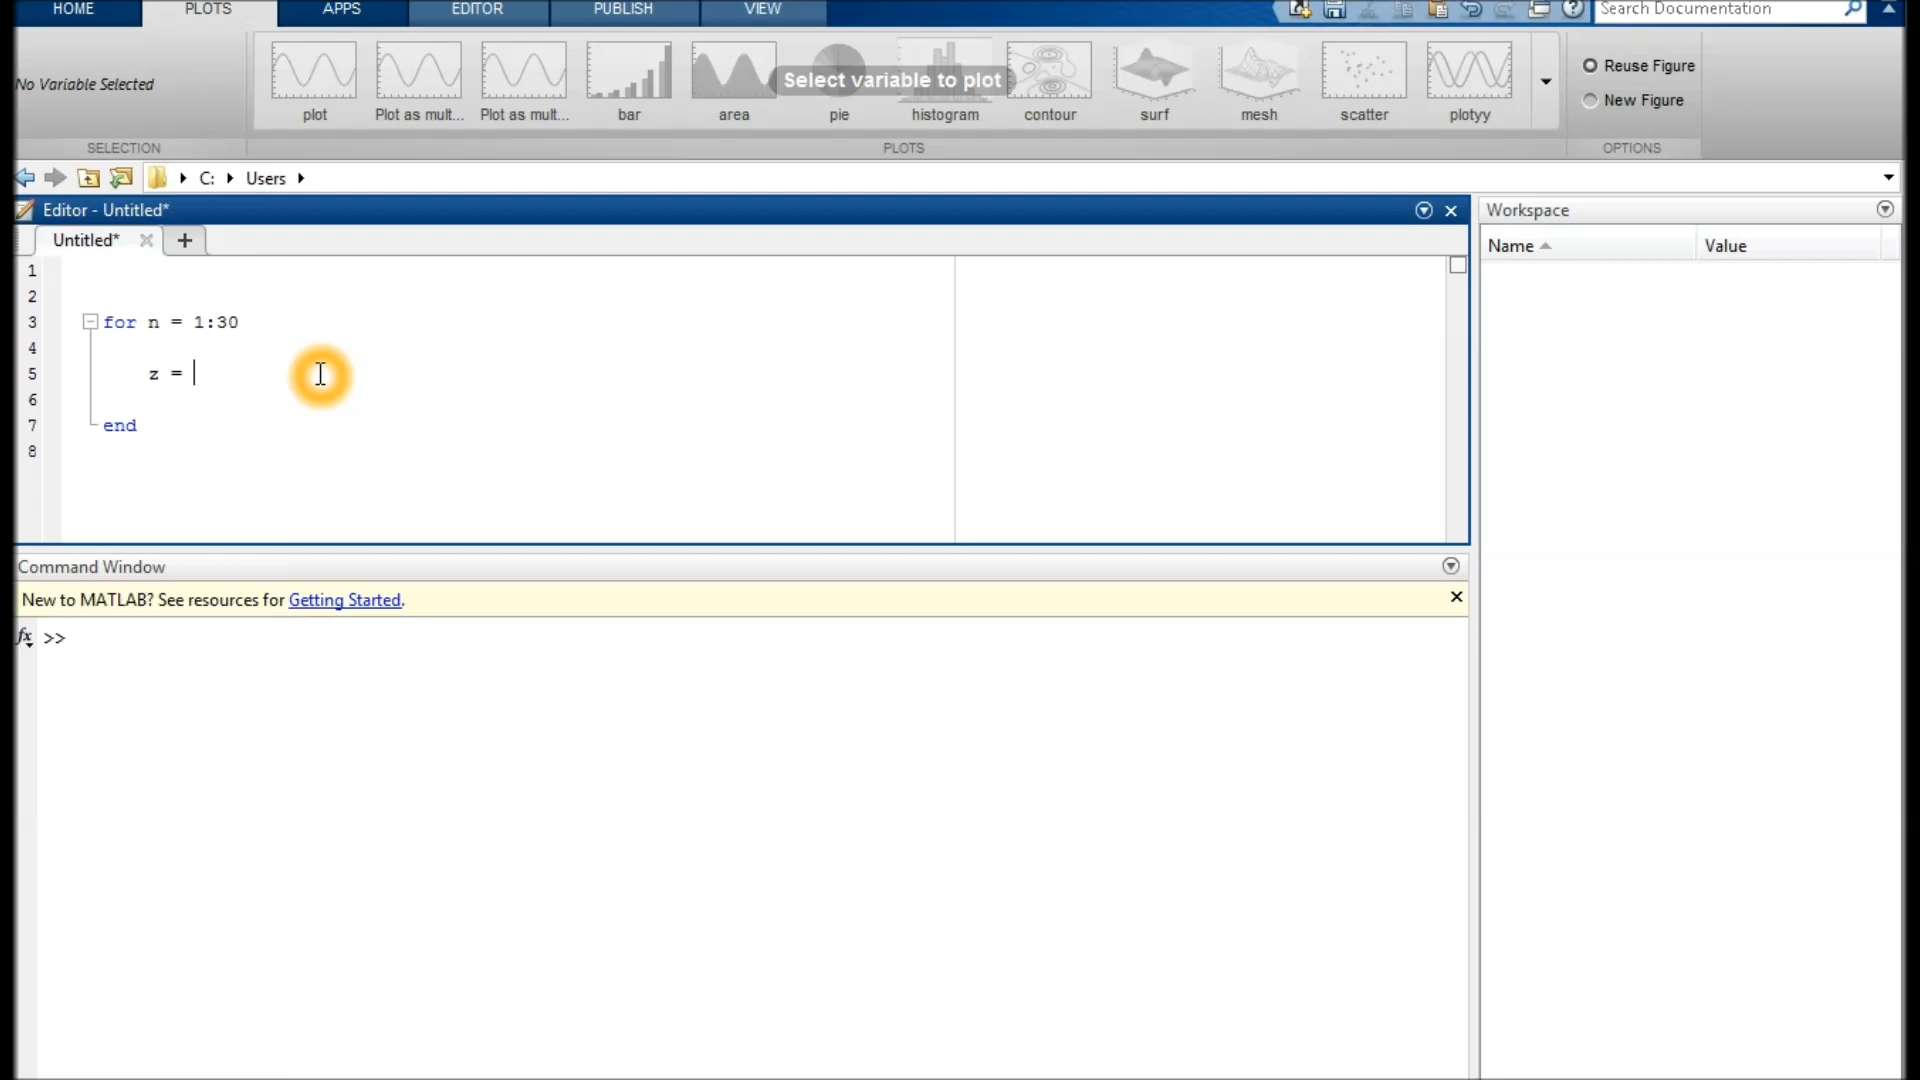 HOME PLOTS APPS EDITOR PUBLISH VIEW Search Documentation
No Variable Selected
Select variable to plot
plot Plot as mult... Plot as mult... bar area pie histogram contour surf mesh scatter plotyy
Reuse Figure
New Figure
SELECTION PLOTS OPTIONS
C: Users
Editor - Untitled*
Untitled* +
1
2
3 for n = 1:30
4
5 z =
6
7 end
8
Workspace
Name Value
Command Window
New to MATLAB? See resources for Getting Started.
fx >>